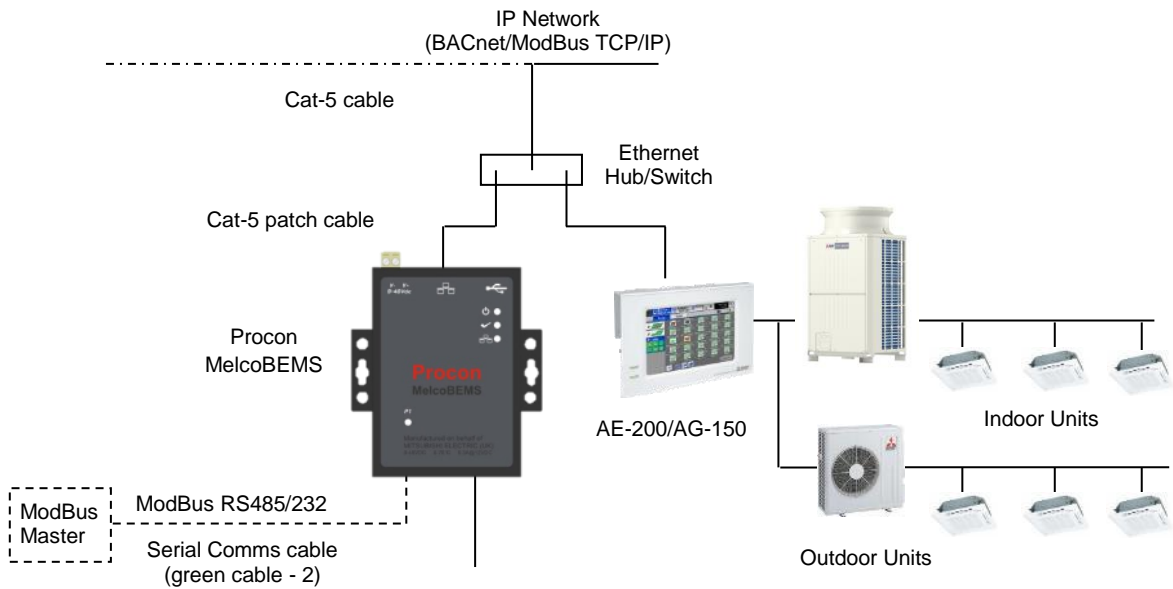 IP Network
(BACnet/ModBus TCP/IP)
Cat-5 cable
Ethernet
Hub/Switch
Cat-5 patch cable
Procon
MelcoBEMS
Procon
MelcoBEMS
AE-200/AG-150
Indoor Units
ModBus
Master
ModBus RS485/232
Serial Comms cable
(green cable - 2)
Outdoor Units